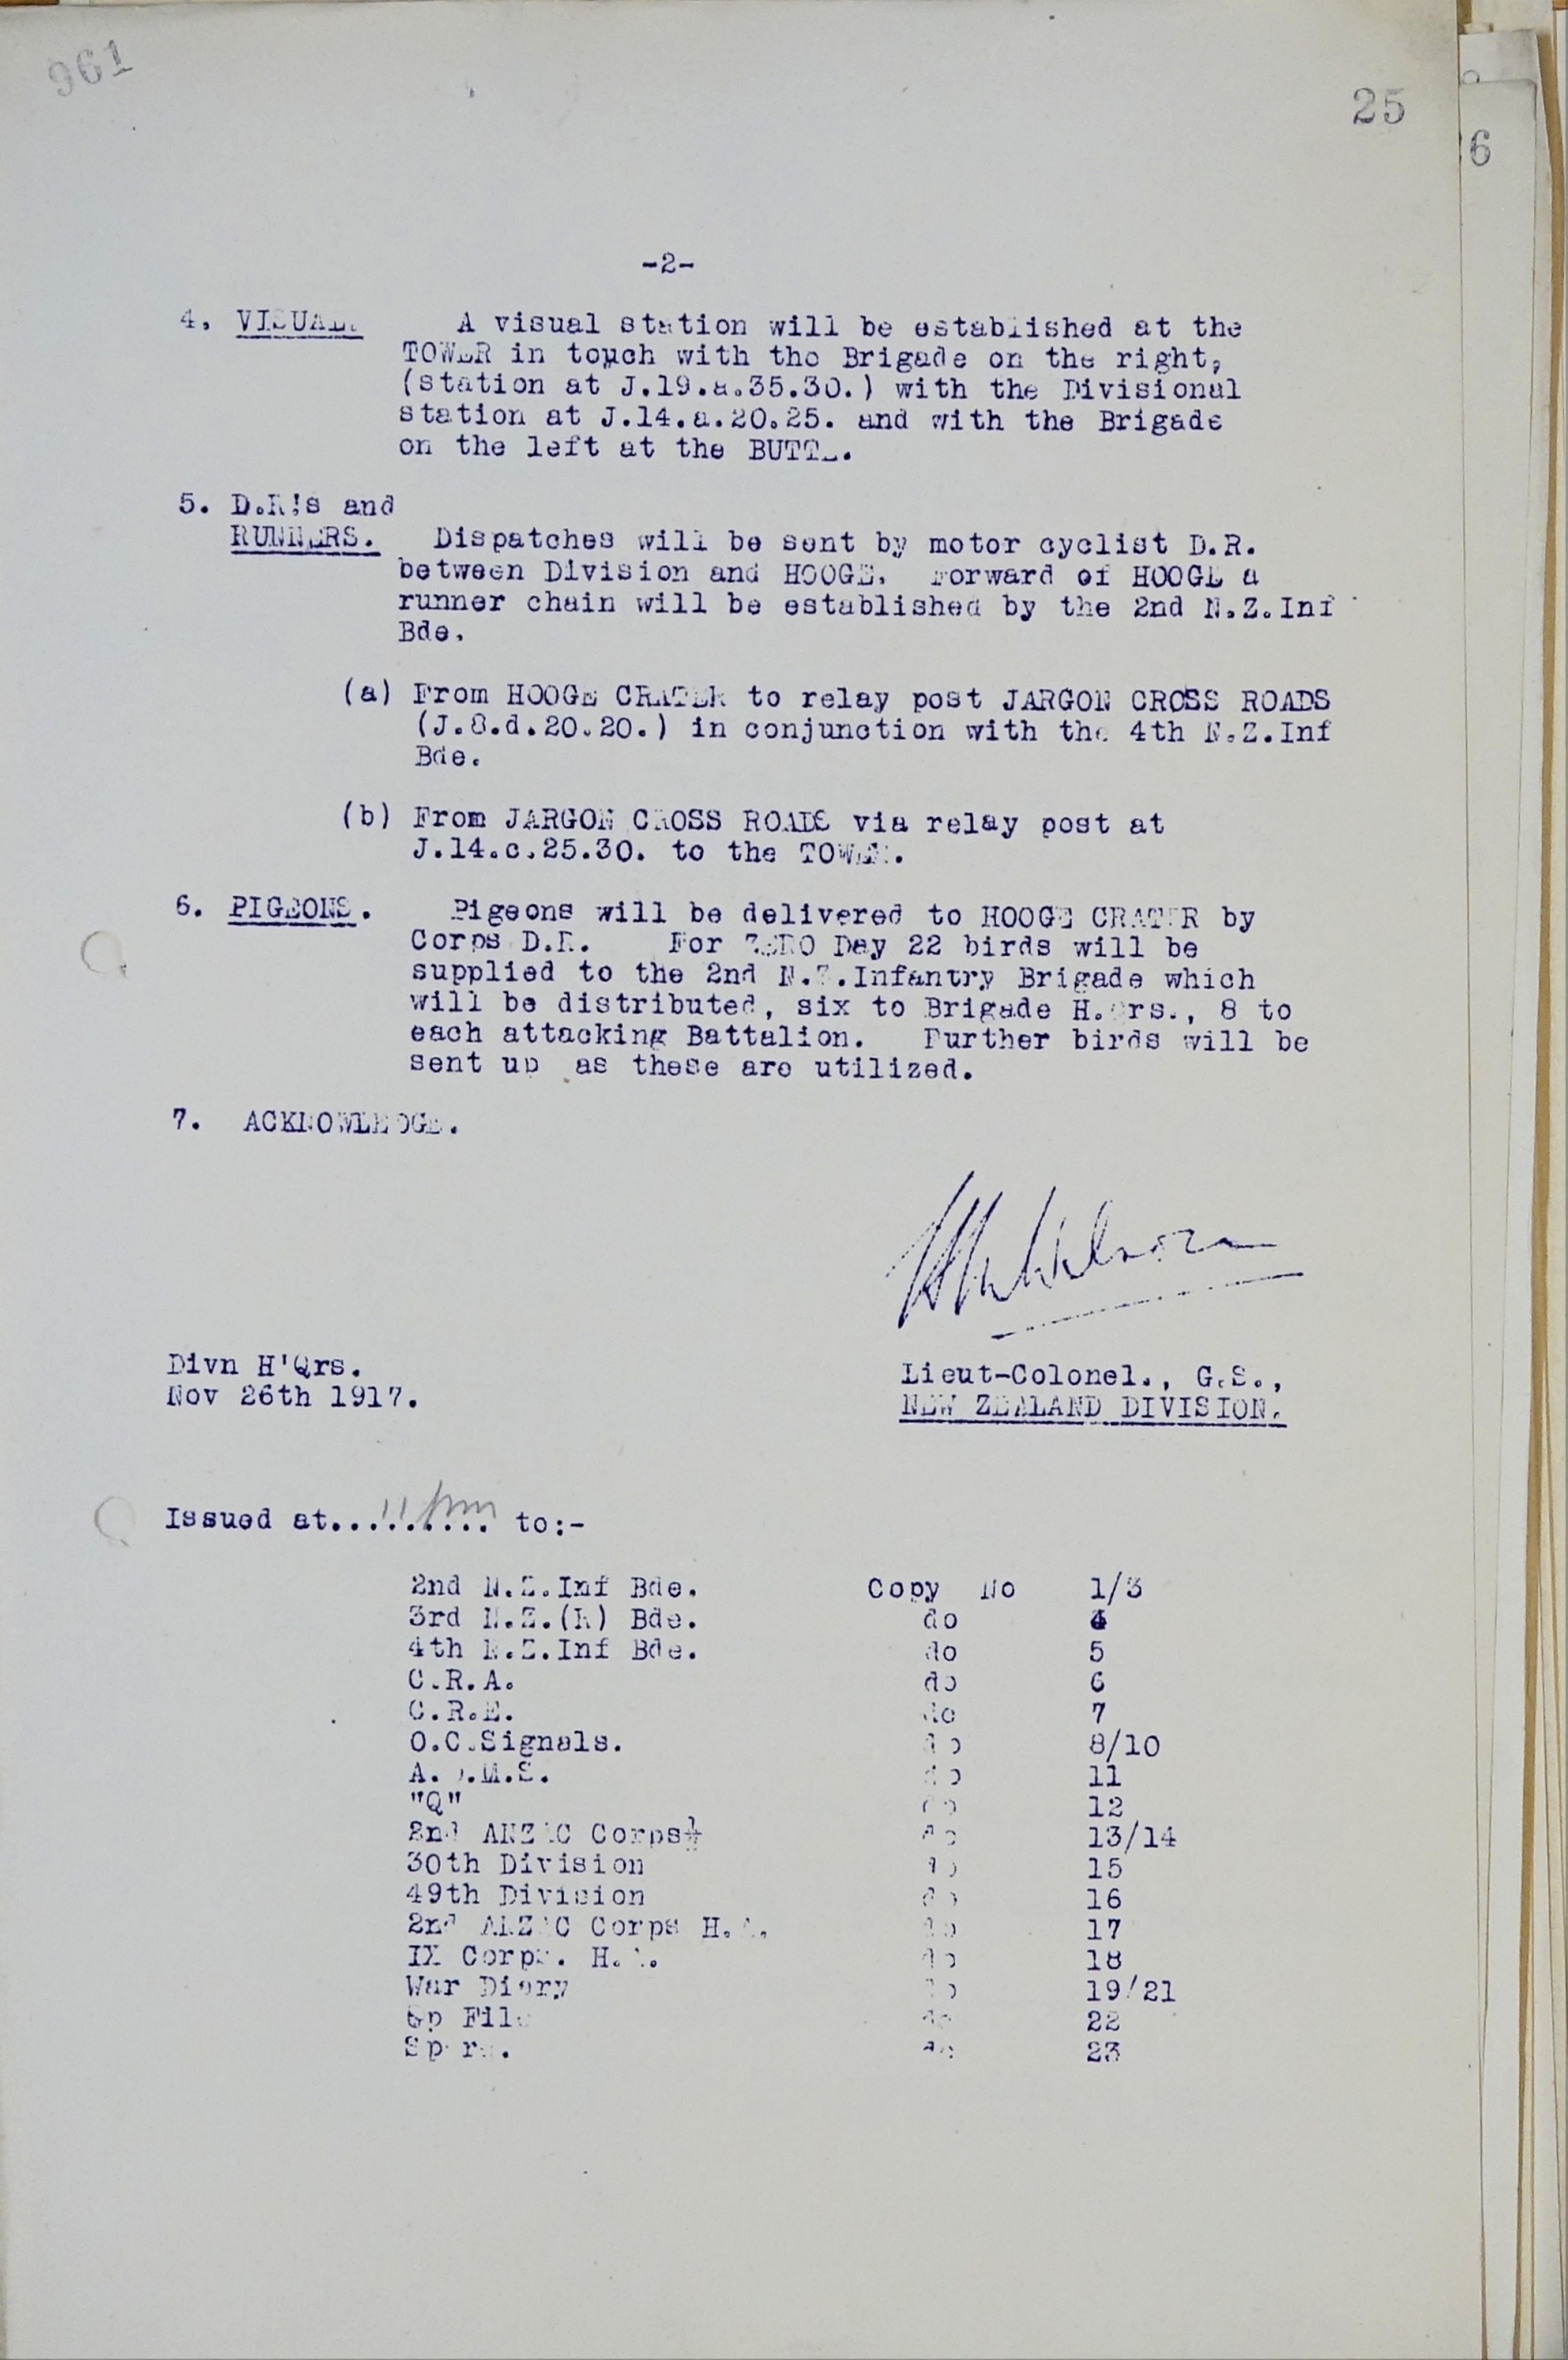 961
25
6
-2-
4. VISUAL. A visual station will be established at the
TOWER in touch with the Brigade on the right,
(station at J.19.a.35.30.) with the Divisional
station at J.14.a.20.25. and with the Brigade
on the left at the BUTTE.
5. D.R!s and
RUNNERS. Dispatches will be sent by motor cyclist D.R.
between Division and HOOGE. Forward of HOOGE a
runner chain will be established by the 2nd N.Z.Inf
Bde.
(a) From HOOGE CRATER to relay post JARGON CROSS ROADS
(J.8.d.20.20.) in conjunction with the 4th N.Z.Inf
Bde.
(b) From JARGON CROSS ROADS via relay post at
J.14.c.25.30. to the TOWER.
6. PIGEONS. Pigeons will be delivered to HOOGE CRATER by
Corps D.R. For ZERO Day 22 birds will be
supplied to the 2nd N.Z.Infantry Brigade which
will be distributed, six to Brigade H.Qrs., 8 to
each attacking Battalion. Further birds will be
sent up as these are utilized.
7. ACKNOWLEDGE.
Divn H'Qrs.
Nov 26th 1917.
Lieut-Colonel., G.S.,
NEW ZEALAND DIVISION.
Issued at.... 11 pm .... to:-
2nd N.Z.Inf Bde. Copy No 1/3
3rd N.Z.(R) Bde. do 4
4th N.Z.Inf Bde. do 5
C.R.A. do 6
C.R.E. do 7
O.C.Signals. do 8/10
A.D.M.S. do 11
"Q" do 12
2nd ANZAC Corps do 13/14
30th Division do 15
49th Division do 16
2nd ANZAC Corps H.A. do 17
IX Corps. H.A. do 18
War Diary do 19/21
Op File do 22
Spare. do 23